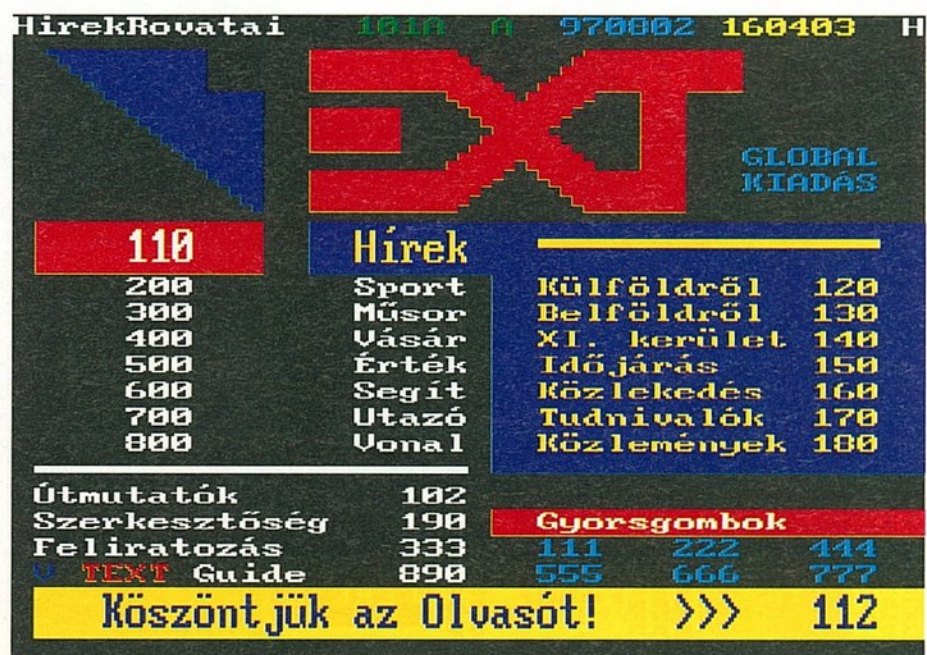 HirekRovatai 101A A 970802 160403 H
TEXT
GLOBAL
KIADÁS
110 Hírek
200 Sport Külföldről 120
300 Műsor Belföldről 130
400 Vásár XI. kerület 140
500 Érték Időjárás 150
600 Segít Közlekedés 160
700 Utazó Tudnivalók 170
800 Vonal Közlemények 180
Útmutatók 102
Szerkesztőség 190 Gyorsgombok
Feliratozás 333 111 222 444
V TEXT Guide 890 555 666 777
Köszöntjük az Olvasót! >>> 112